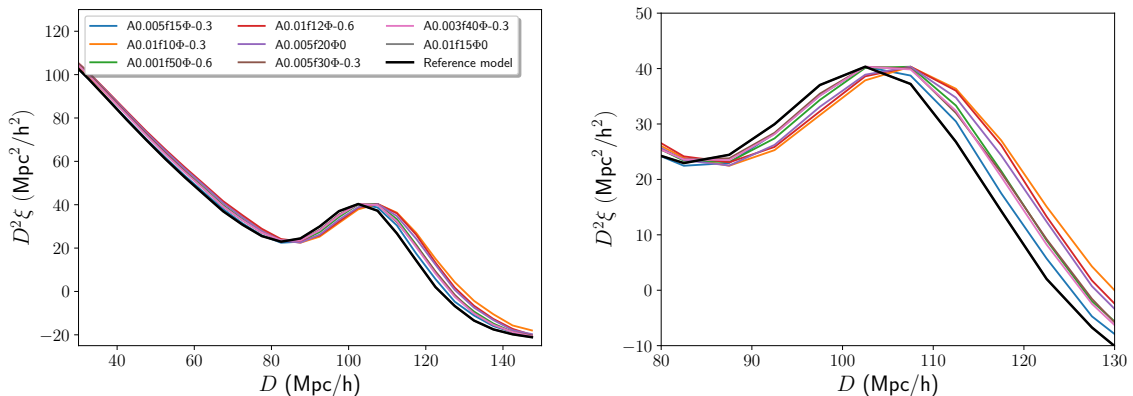 120
100
80
60
40
20
0
−20
D²ξ (Mpc²/h²)
A0.005f15Φ-0.3
A0.01f10Φ-0.3
A0.001f50Φ-0.6
A0.01f12Φ-0.6
A0.005f20Φ0
A0.005f30Φ-0.3
A0.003f40Φ-0.3
A0.01f15Φ0
Reference model
40 60 80 100 120 140
D (Mpc/h)
50
40
30
20
10
0
−10
D²ξ (Mpc²/h²)
80 90 100 110 120 130
D (Mpc/h)